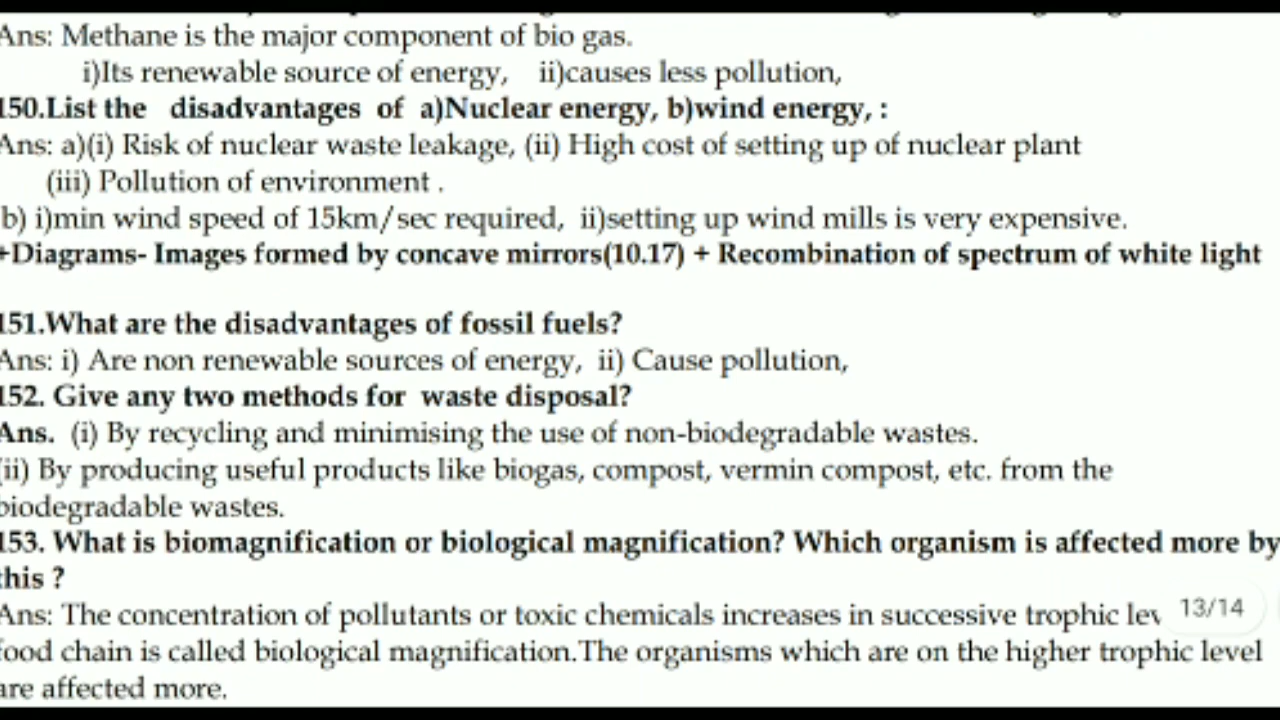 Ans: Methane is the major component of bio gas.
i)Its renewable source of energy, ii)causes less pollution,
150.List the disadvantages of a)Nuclear energy, b)wind energy, :
Ans: a)(i) Risk of nuclear waste leakage, (ii) High cost of setting up of nuclear plant
(iii) Pollution of environment .
b) i)min wind speed of 15km/sec required, ii)setting up wind mills is very expensive.
+Diagrams- Images formed by concave mirrors(10.17) + Recombination of spectrum of white light
151.What are the disadvantages of fossil fuels?
Ans: i) Are non renewable sources of energy, ii) Cause pollution,
152. Give any two methods for waste disposal?
Ans. (i) By recycling and minimising the use of non-biodegradable wastes.
(ii) By producing useful products like biogas, compost, vermin compost, etc. from the
biodegradable wastes.
153. What is biomagnification or biological magnification? Which organism is affected more by
this ?
Ans: The concentration of pollutants or toxic chemicals increases in successive trophic lev
food chain is called biological magnification.The organisms which are on the higher trophic level
are affected more.
13/14